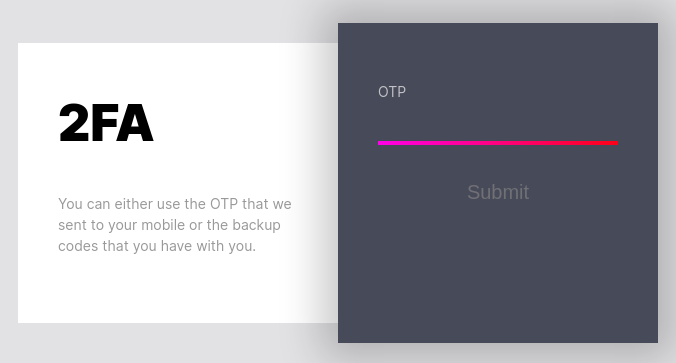 2FA
You can either use the OTP that we
sent to your mobile or the backup
codes that you have with you.
OTP
Submit